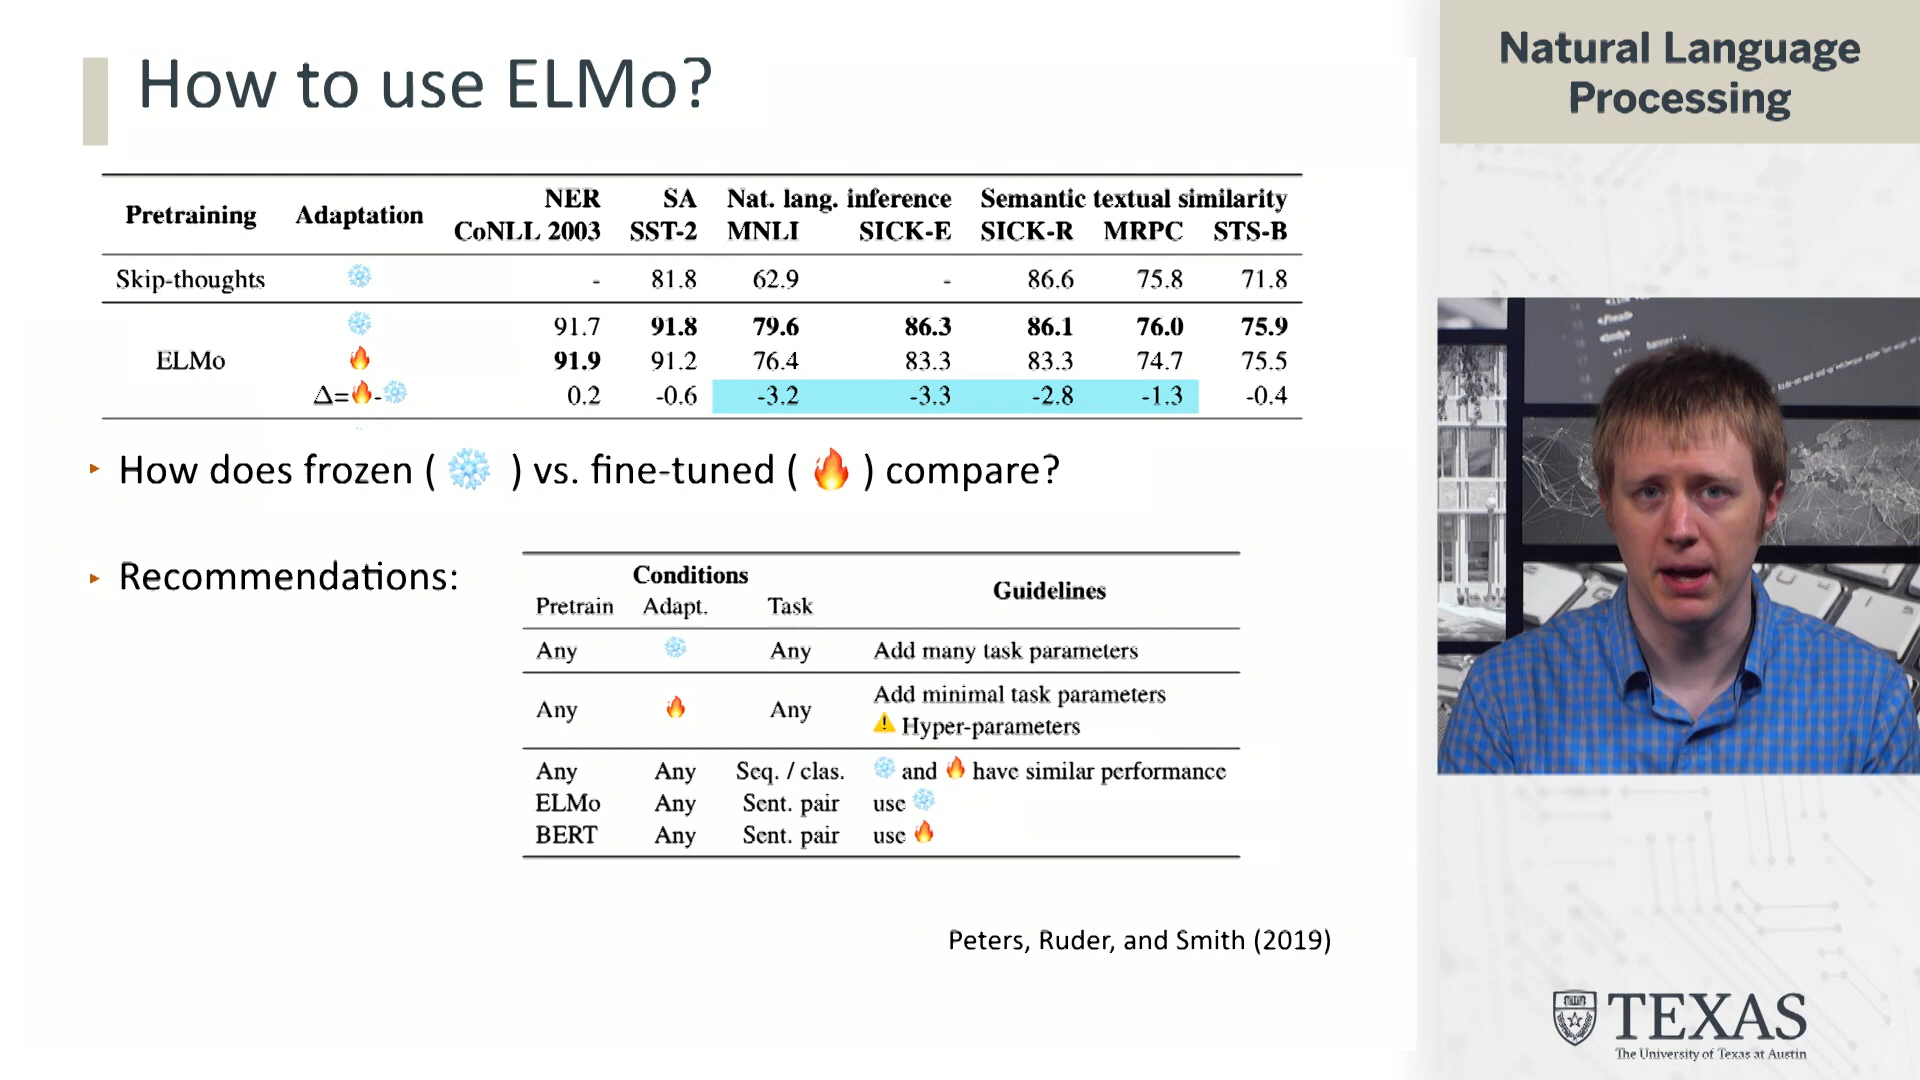 How to use ELMo?
Natural Language
Processing
Pretraining Adaptation NER SA Nat. lang. inference Semantic textual similarity
CoNLL 2003 SST-2 MNLI SICK-E SICK-R MRPC STS-B
Skip-thoughts ❄️ - 81.8 62.9 - 86.6 75.8 71.8
❄️ 91.7 91.8 79.6 86.3 86.1 76.0 75.9
ELMo 🔥 91.9 91.2 76.4 83.3 83.3 74.7 75.5
Δ=🔥-❄️ 0.2 -0.6 -3.2 -3.3 -2.8 -1.3 -0.4
▸ How does frozen ( ❄️ ) vs. fine-tuned ( 🔥 ) compare?
▸ Recommendations:
Conditions Guidelines
Pretrain Adapt. Task
Any ❄️ Any Add many task parameters
Any 🔥 Any Add minimal task parameters
⚠️ Hyper-parameters
Any Any Seq. / clas. ❄️ and 🔥 have similar performance
ELMo Any Sent. pair use ❄️
BERT Any Sent. pair use 🔥
Peters, Ruder, and Smith (2019)
TEXAS
The University of Texas at Austin